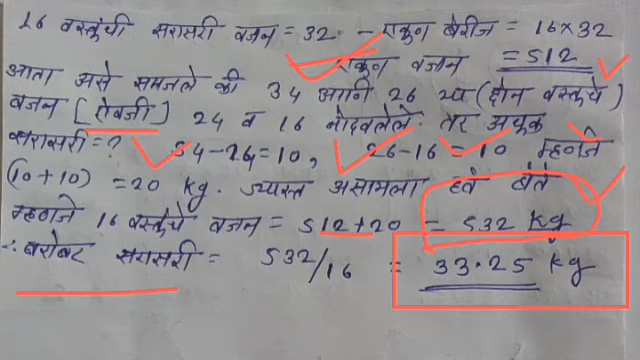 16 वस्तूंची सरासरी वजन = 32 - एकुण बेरीज = 16 x 32
एकुण वजन = 512
आता असे समजले की 34 आणि 26 च्या (दोन वस्तूंचे)
वजन [ऐवजी] 24 व 16 नोंदवलेले. तर अचुक
सरासरी = ? 34-24=10, 26-16=10 म्हणजे
(10+10) = 20 kg. ज्यास्त असायला हवे होते
म्हणजे 16 वस्तूंचे वजन = 512+20 = 532 kg
∴ बरोबर सरासरी = 532/16 = 33.25 kg